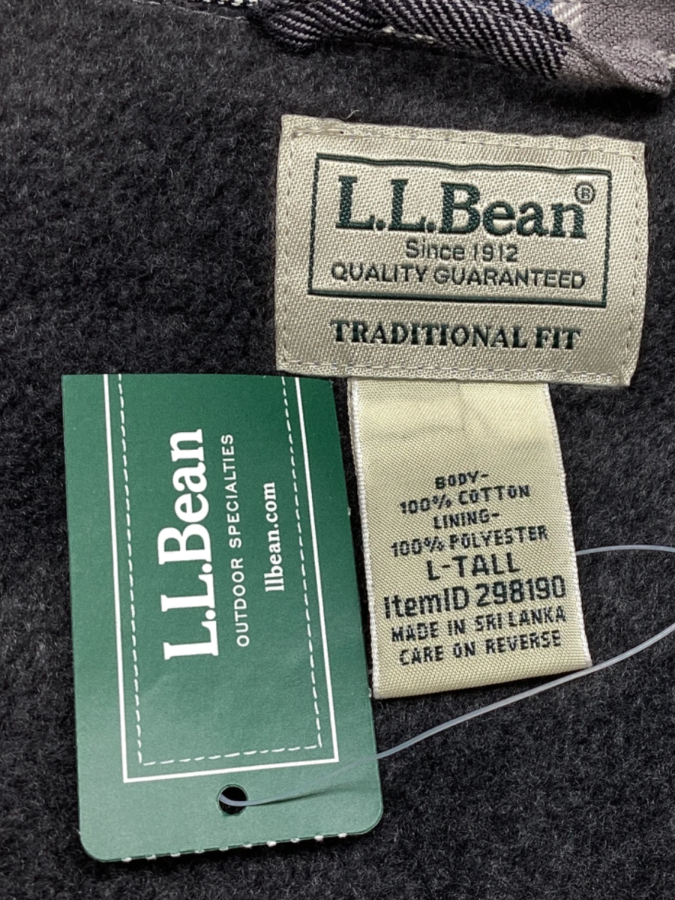 L.L.Bean®
Since 1912
QUALITY GUARANTEED
TRADITIONAL FIT
BODY-
100% COTTON
LINING-
100% POLYESTER
L-TALL
ItemID 298190
MADE IN SRI LANKA
CARE ON REVERSE
L.L.Bean
OUTDOOR SPECIALTIES
llbean.com